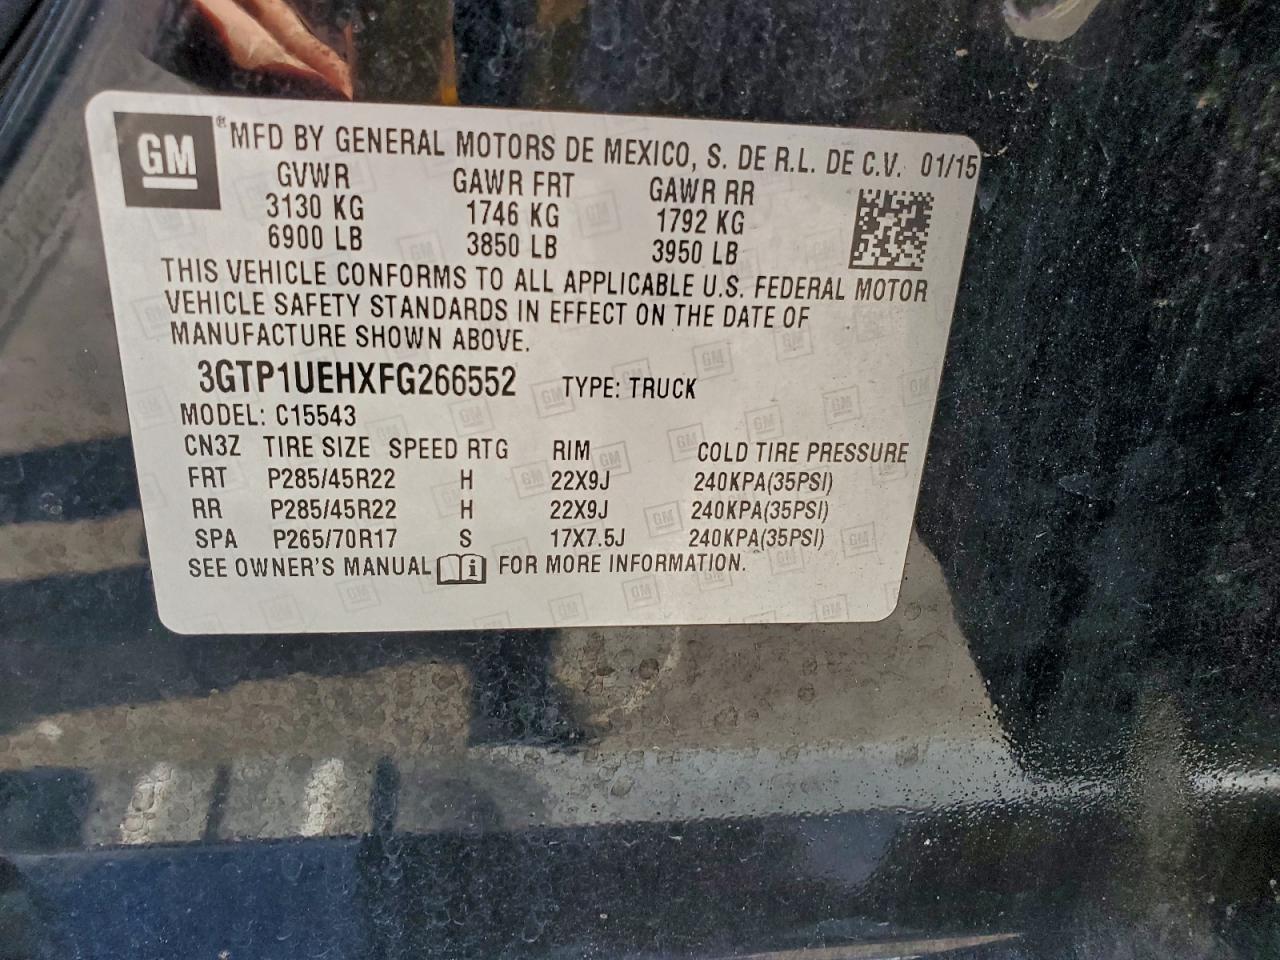 GM ® MFD BY GENERAL MOTORS DE MEXICO, S. DE R.L. DE C.V. 01/15
GVWR GAWR FRT GAWR RR
3130 KG 1746 KG 1792 KG
6900 LB 3850 LB 3950 LB
THIS VEHICLE CONFORMS TO ALL APPLICABLE U.S. FEDERAL MOTOR
VEHICLE SAFETY STANDARDS IN EFFECT ON THE DATE OF
MANUFACTURE SHOWN ABOVE.
3GTP1UEHXFG266552 TYPE: TRUCK
MODEL: C15543
CN3Z TIRE SIZE SPEED RTG RIM COLD TIRE PRESSURE
FRT P285/45R22 H 22X9J 240KPA(35PSI)
RR P285/45R22 H 22X9J 240KPA(35PSI)
SPA P265/70R17 S 17X7.5J 240KPA(35PSI)
SEE OWNER'S MANUAL i FOR MORE INFORMATION.